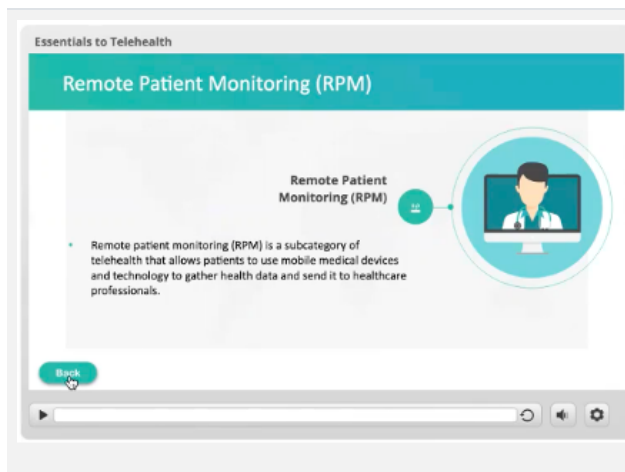 Essentials to Telehealth
Remote Patient Monitoring (RPM)
Remote Patient
Monitoring (RPM)
• Remote patient monitoring (RPM) is a subcategory of
telehealth that allows patients to use mobile medical devices
and technology to gather health data and send it to healthcare
professionals.
Back